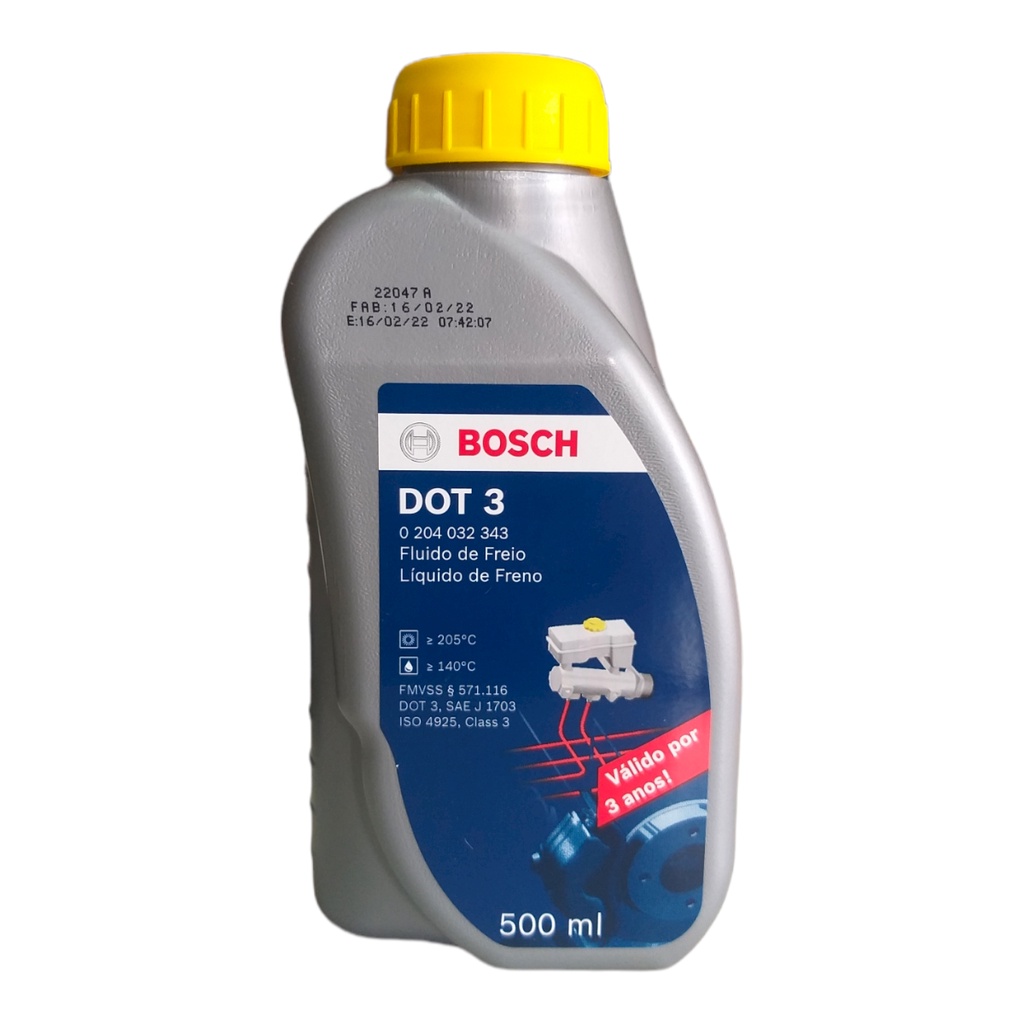 22047 A
FAB:16/02/22
E:16/02/22 07:42:07
BOSCH
DOT 3
0 204 032 343
Fluido de Freio
Líquido de Freno
≥ 205°C
≥ 140°C
FMVSS § 571.116
DOT 3, SAE J 1703
ISO 4925, Class 3
Válido por
3 anos!
500 ml